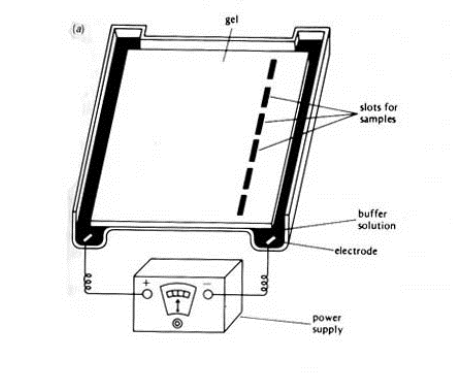 (a)
gel
slots for
samples
buffer
solution
electrode
+
−
power
supply